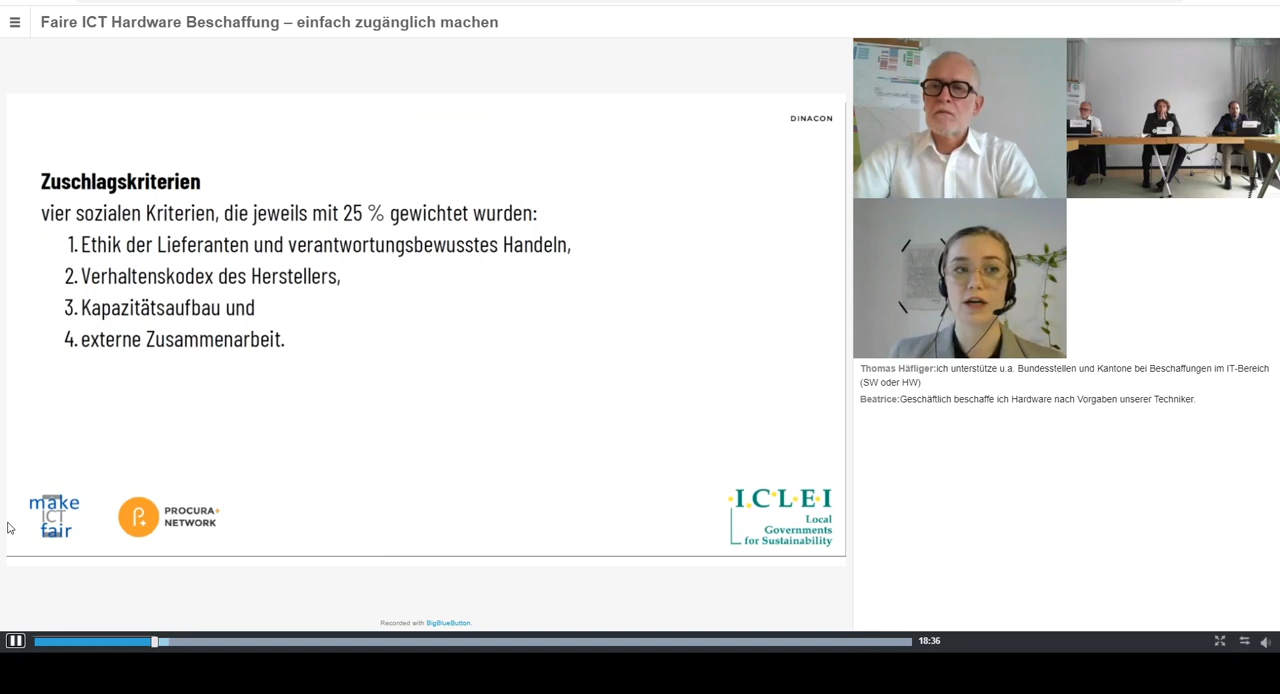 Faire ICT Hardware Beschaffung – einfach zugänglich machen
DINACON
Zuschlagskriterien
vier sozialen Kriterien, die jeweils mit 25 % gewichtet wurden:
1. Ethik der Lieferanten und verantwortungsbewusstes Handeln,
2. Verhaltenskodex des Herstellers,
3. Kapazitätsaufbau und
4. externe Zusammenarbeit.
make
ICT
fair
PROCURA+
NETWORK
I.C.L.E.I
Local
Governments
for Sustainability
Thomas Häfliger:ich unterstütze u.a. Bundesstellen und Kantone bei Beschaffungen im IT-Bereich
(SW oder HW)
Beatrice:Geschäftlich beschaffe ich Hardware nach Vorgaben unserer Techniker.
Recorded with BigBlueButton.
18:36